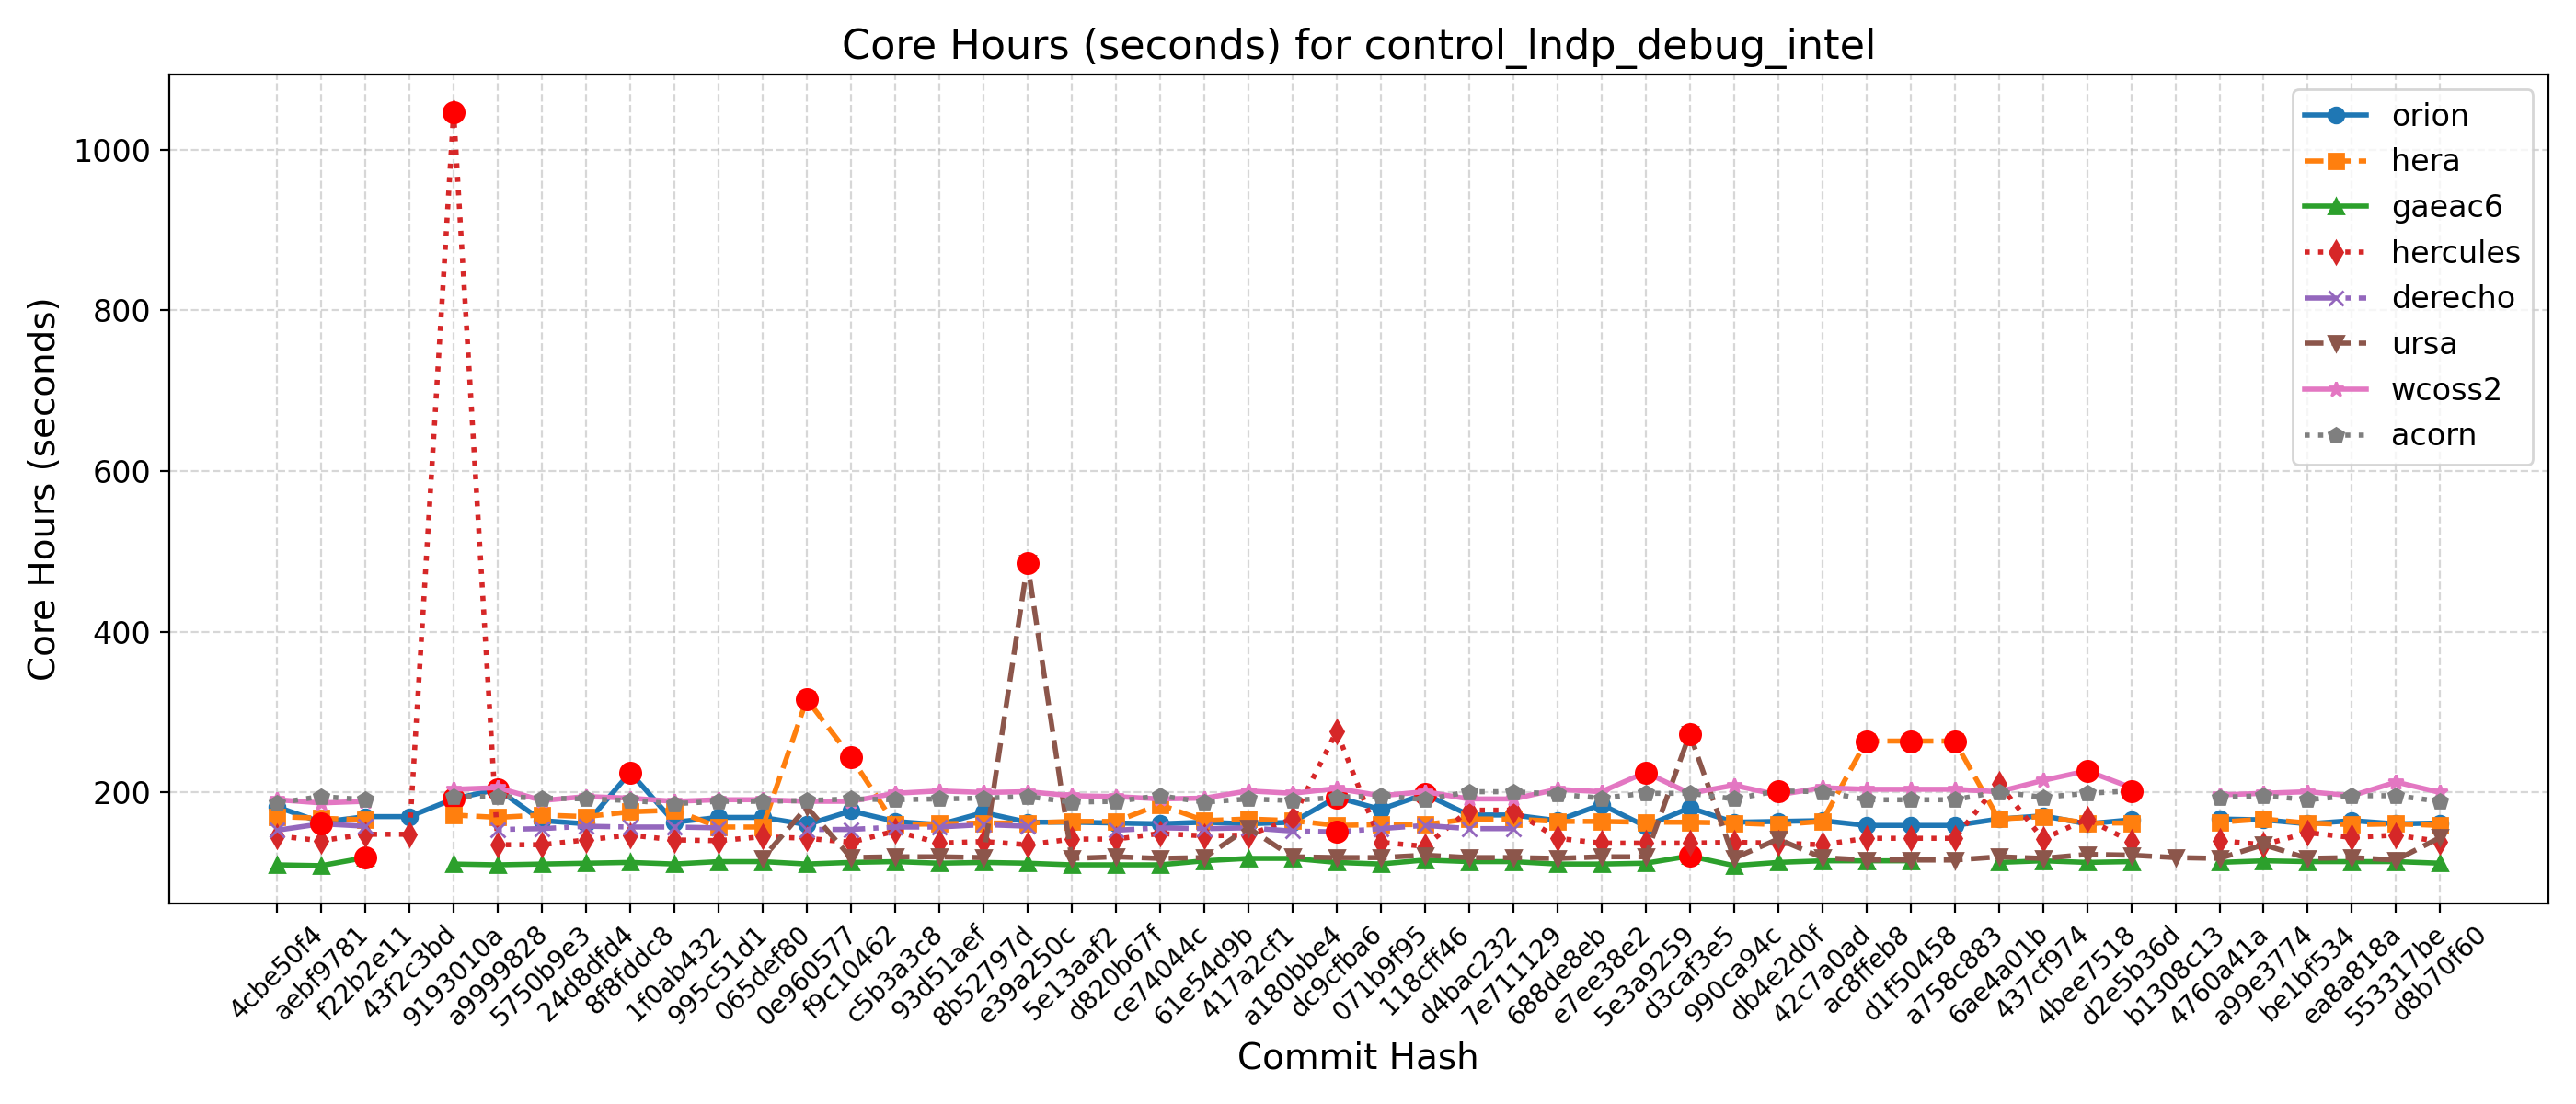 Core Hours (seconds) for control_lndp_debug_intel
Core Hours (seconds)
1000
800
600
400
200
orion
hera
gaeac6
hercules
derecho
ursa
wcoss2
acorn
4cbe50f4
aebf9781
f22b2e11
43f2c3bd
9193010a
a9999828
5750b9e3
24d8dfd4
8f8fddc8
1f0ab432
995c51d1
065def80
0e960577
f9c10462
c5b3a3c8
93d51aef
8b52797d
e39a250c
5e13aaf2
d820b67f
ce74044c
61e54d9b
417a2cf1
a180bbe4
dc9cfba6
071b9f95
118cff46
d4bac232
7e711129
688de8eb
e7ee38e2
5e3a9259
d3caf3e5
990ca94c
db4e2d0f
42c7a0ad
ac8ffeb8
d1f50458
a758c883
6ae4a01b
437cf974
4bee7518
d2e5b36d
b1308c13
4760a41a
a99e3774
be1bf534
ea8a818a
553317be
d8b70f60
Commit Hash